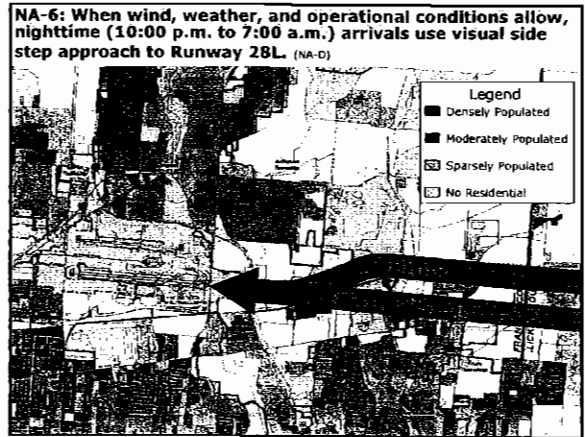 NA-6: When wind, weather, and operational conditions allow,
nighttime (10:00 p.m. to 7:00 a.m.) arrivals use visual side
step approach to Runway 28L. (NA-D)
Legend
Densely Populated
Moderately Populated
Sparsely Populated
No Residential